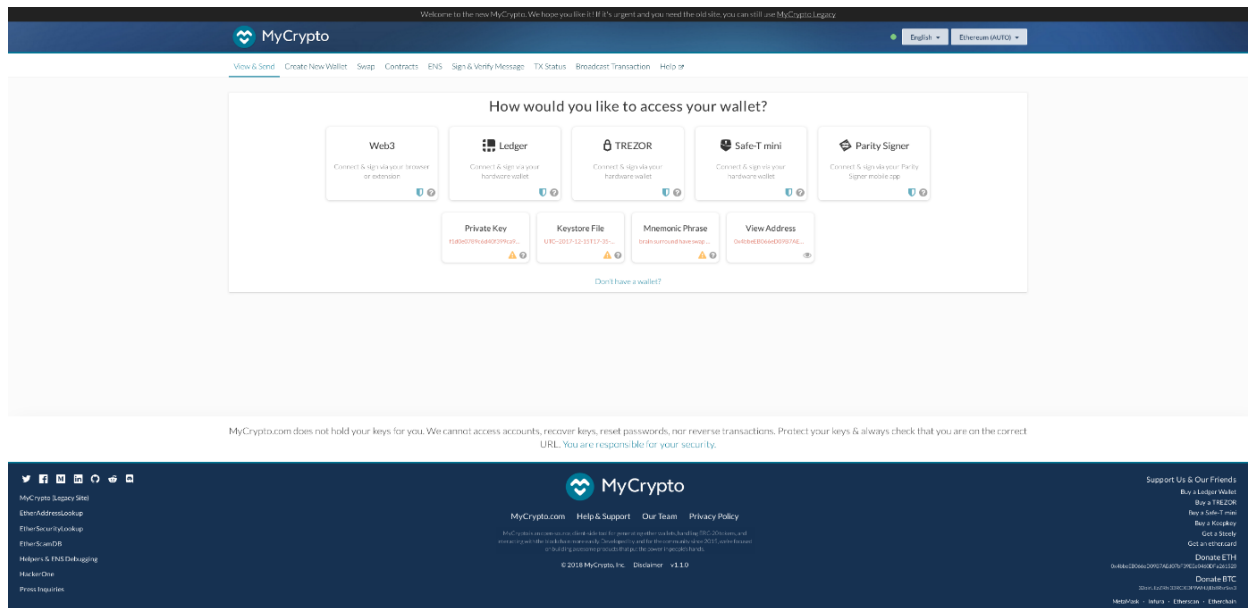 Welcome to the new MyCrypto. We hope you like it! If it's urgent and you need the old site, you can still use MyCrypto Legacy
MyCrypto
English
Ethereum (AUTO)
View & Send Create New Wallet Swap Contracts ENS Sign & Verify Message TX Status Broadcast Transaction Help
How would you like to access your wallet?
Web3
Connect & sign via your browser
or extension
Ledger
Connect & sign via your
hardware wallet
TREZOR
Connect & sign via your
hardware wallet
Safe-T mini
Connect & sign via your
hardware wallet
Parity Signer
Connect & sign via your Parity
Signer mobile app
Private Key
Keystore File
UTC--2017-12-15T17-35-...
Mnemonic Phrase
brain surround have swap...
View Address
Don't have a wallet?
MyCrypto.com does not hold your keys for you. We cannot access accounts, recover keys, reset passwords, nor reverse transactions. Protect your keys & always check that you are on the correct
URL. You are responsible for your security.
MyCrypto (Legacy Site)
EtherAddressLookup
EtherSecurityLookup
EtherScamDB
Helpers & ENS Debugging
HackerOne
Press Inquiries
MyCrypto
MyCrypto.com Help & Support Our Team Privacy Policy
© 2018 MyCrypto, Inc. Disclaimer v1.1.0
Support Us & Our Friends
Buy a Ledger Wallet
Buy a TREZOR
Buy a Safe-T mini
Buy a Keepkey
Get a Steely
Get an ether.card
Donate ETH
Donate BTC
MetaMask - Infura - Etherscan - Etherchain